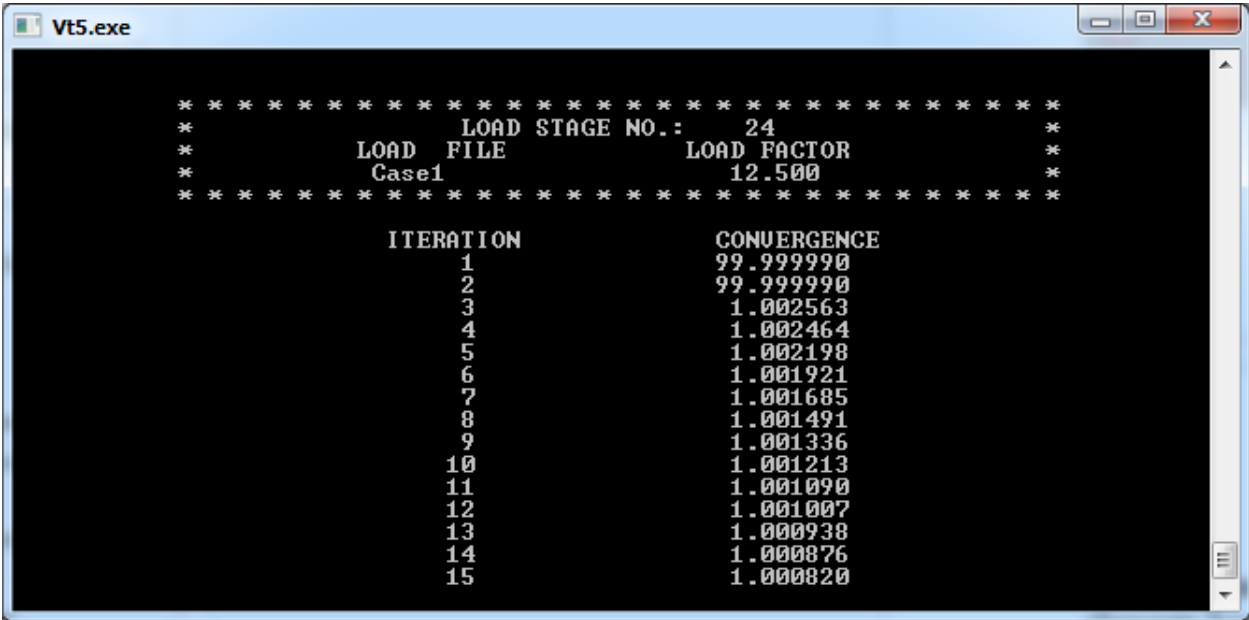 Vt5.exe
* * * * * * * * * * * * * * * * * * * * * * * * * * * * * *
* LOAD STAGE NO.: 24 *
* LOAD FILE LOAD FACTOR *
* Case1 12.500 *
* * * * * * * * * * * * * * * * * * * * * * * * * * * * * *
ITERATION CONVERGENCE
1 99.999990
2 99.999990
3 1.002563
4 1.002464
5 1.002198
6 1.001921
7 1.001685
8 1.001491
9 1.001336
10 1.001213
11 1.001090
12 1.001007
13 1.000938
14 1.000876
15 1.000820